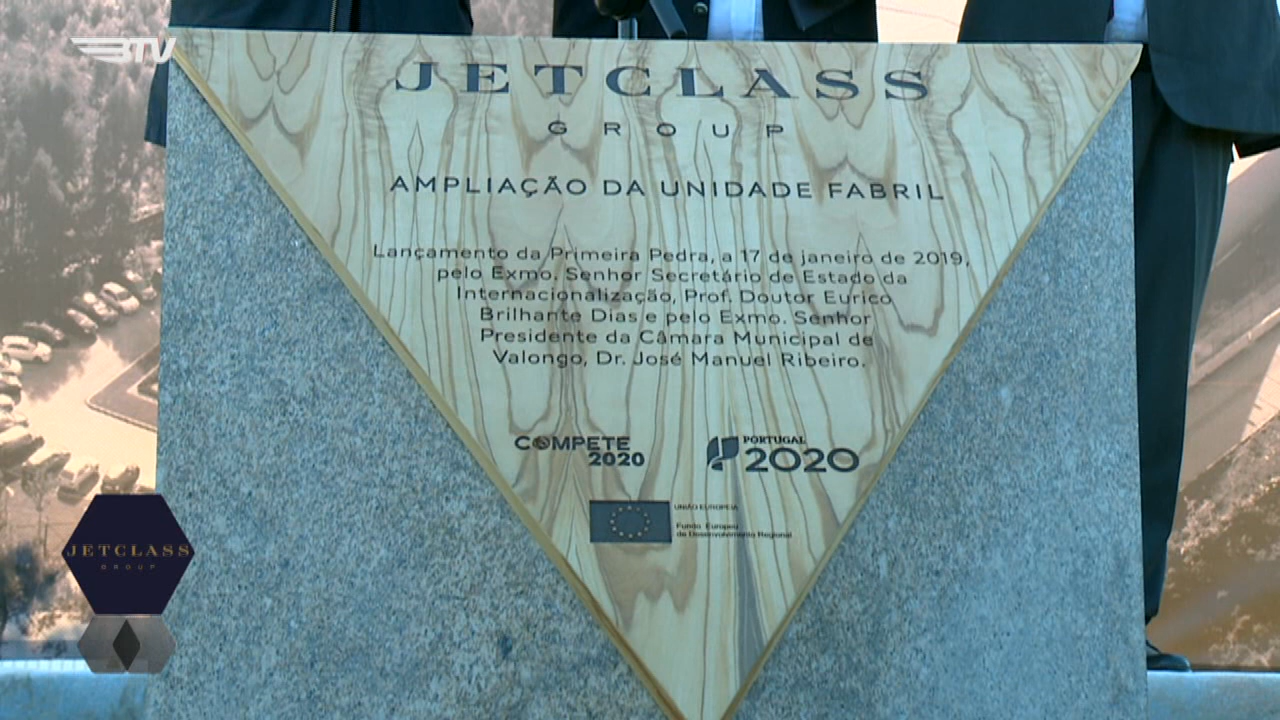 BTV
JETCLASS
GROUP
AMPLIAÇÃO DA UNIDADE FABRIL
Lançamento da Primeira Pedra, a 17 de janeiro de 2019,
pelo Exmo. Senhor Secretário de Estado da
Internacionalização, Prof. Doutor Eurico
Brilhante Dias e pelo Exmo. Senhor
Presidente da Câmara Municipal de
Valongo, Dr. José Manuel Ribeiro.
COMPETE
2020
PORTUGAL
2020
UNIÃO EUROPEIA
Fundo Europeu
de Desenvolvimento Regional
JETCLASS
GROUP